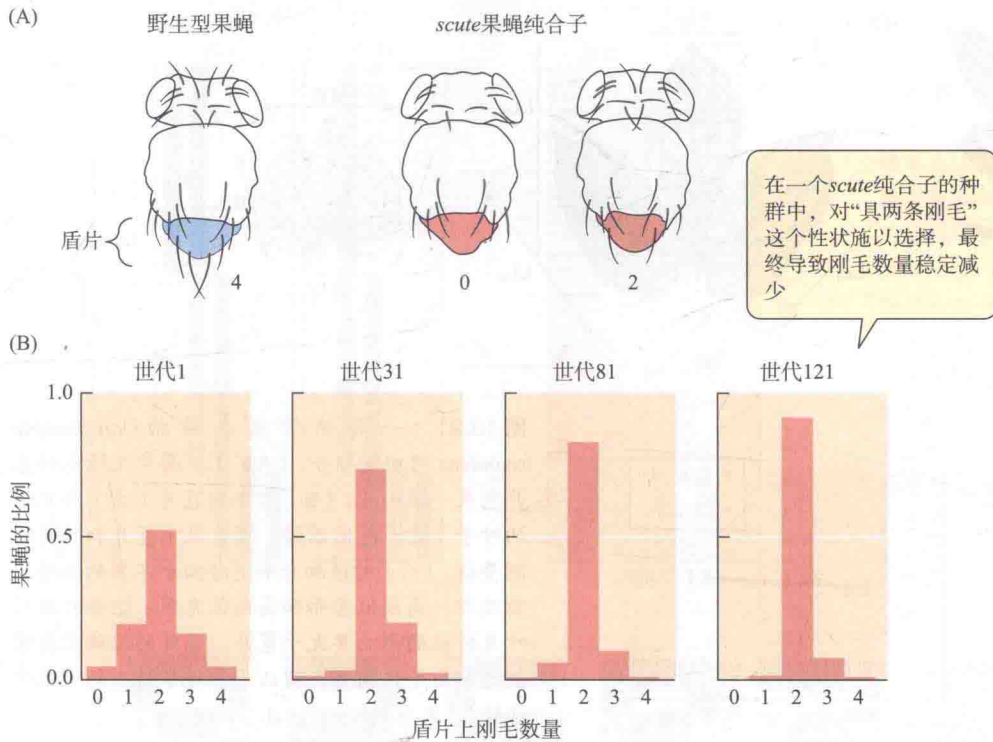 (A)
野生型果蝇
scute果蝇纯合子
盾片
4
0
2
在一个scute纯合子的种
群中，对“具两条刚毛”
这个性状施以选择，最
终导致刚毛数量稳定减
少
(B)
世代1
世代31
世代81
世代121
果蝇的比例
1.0
0.5
0.0
0 1 2 3 4
0 1 2 3 4
0 1 2 3 4
0 1 2 3 4
盾片上刚毛数量